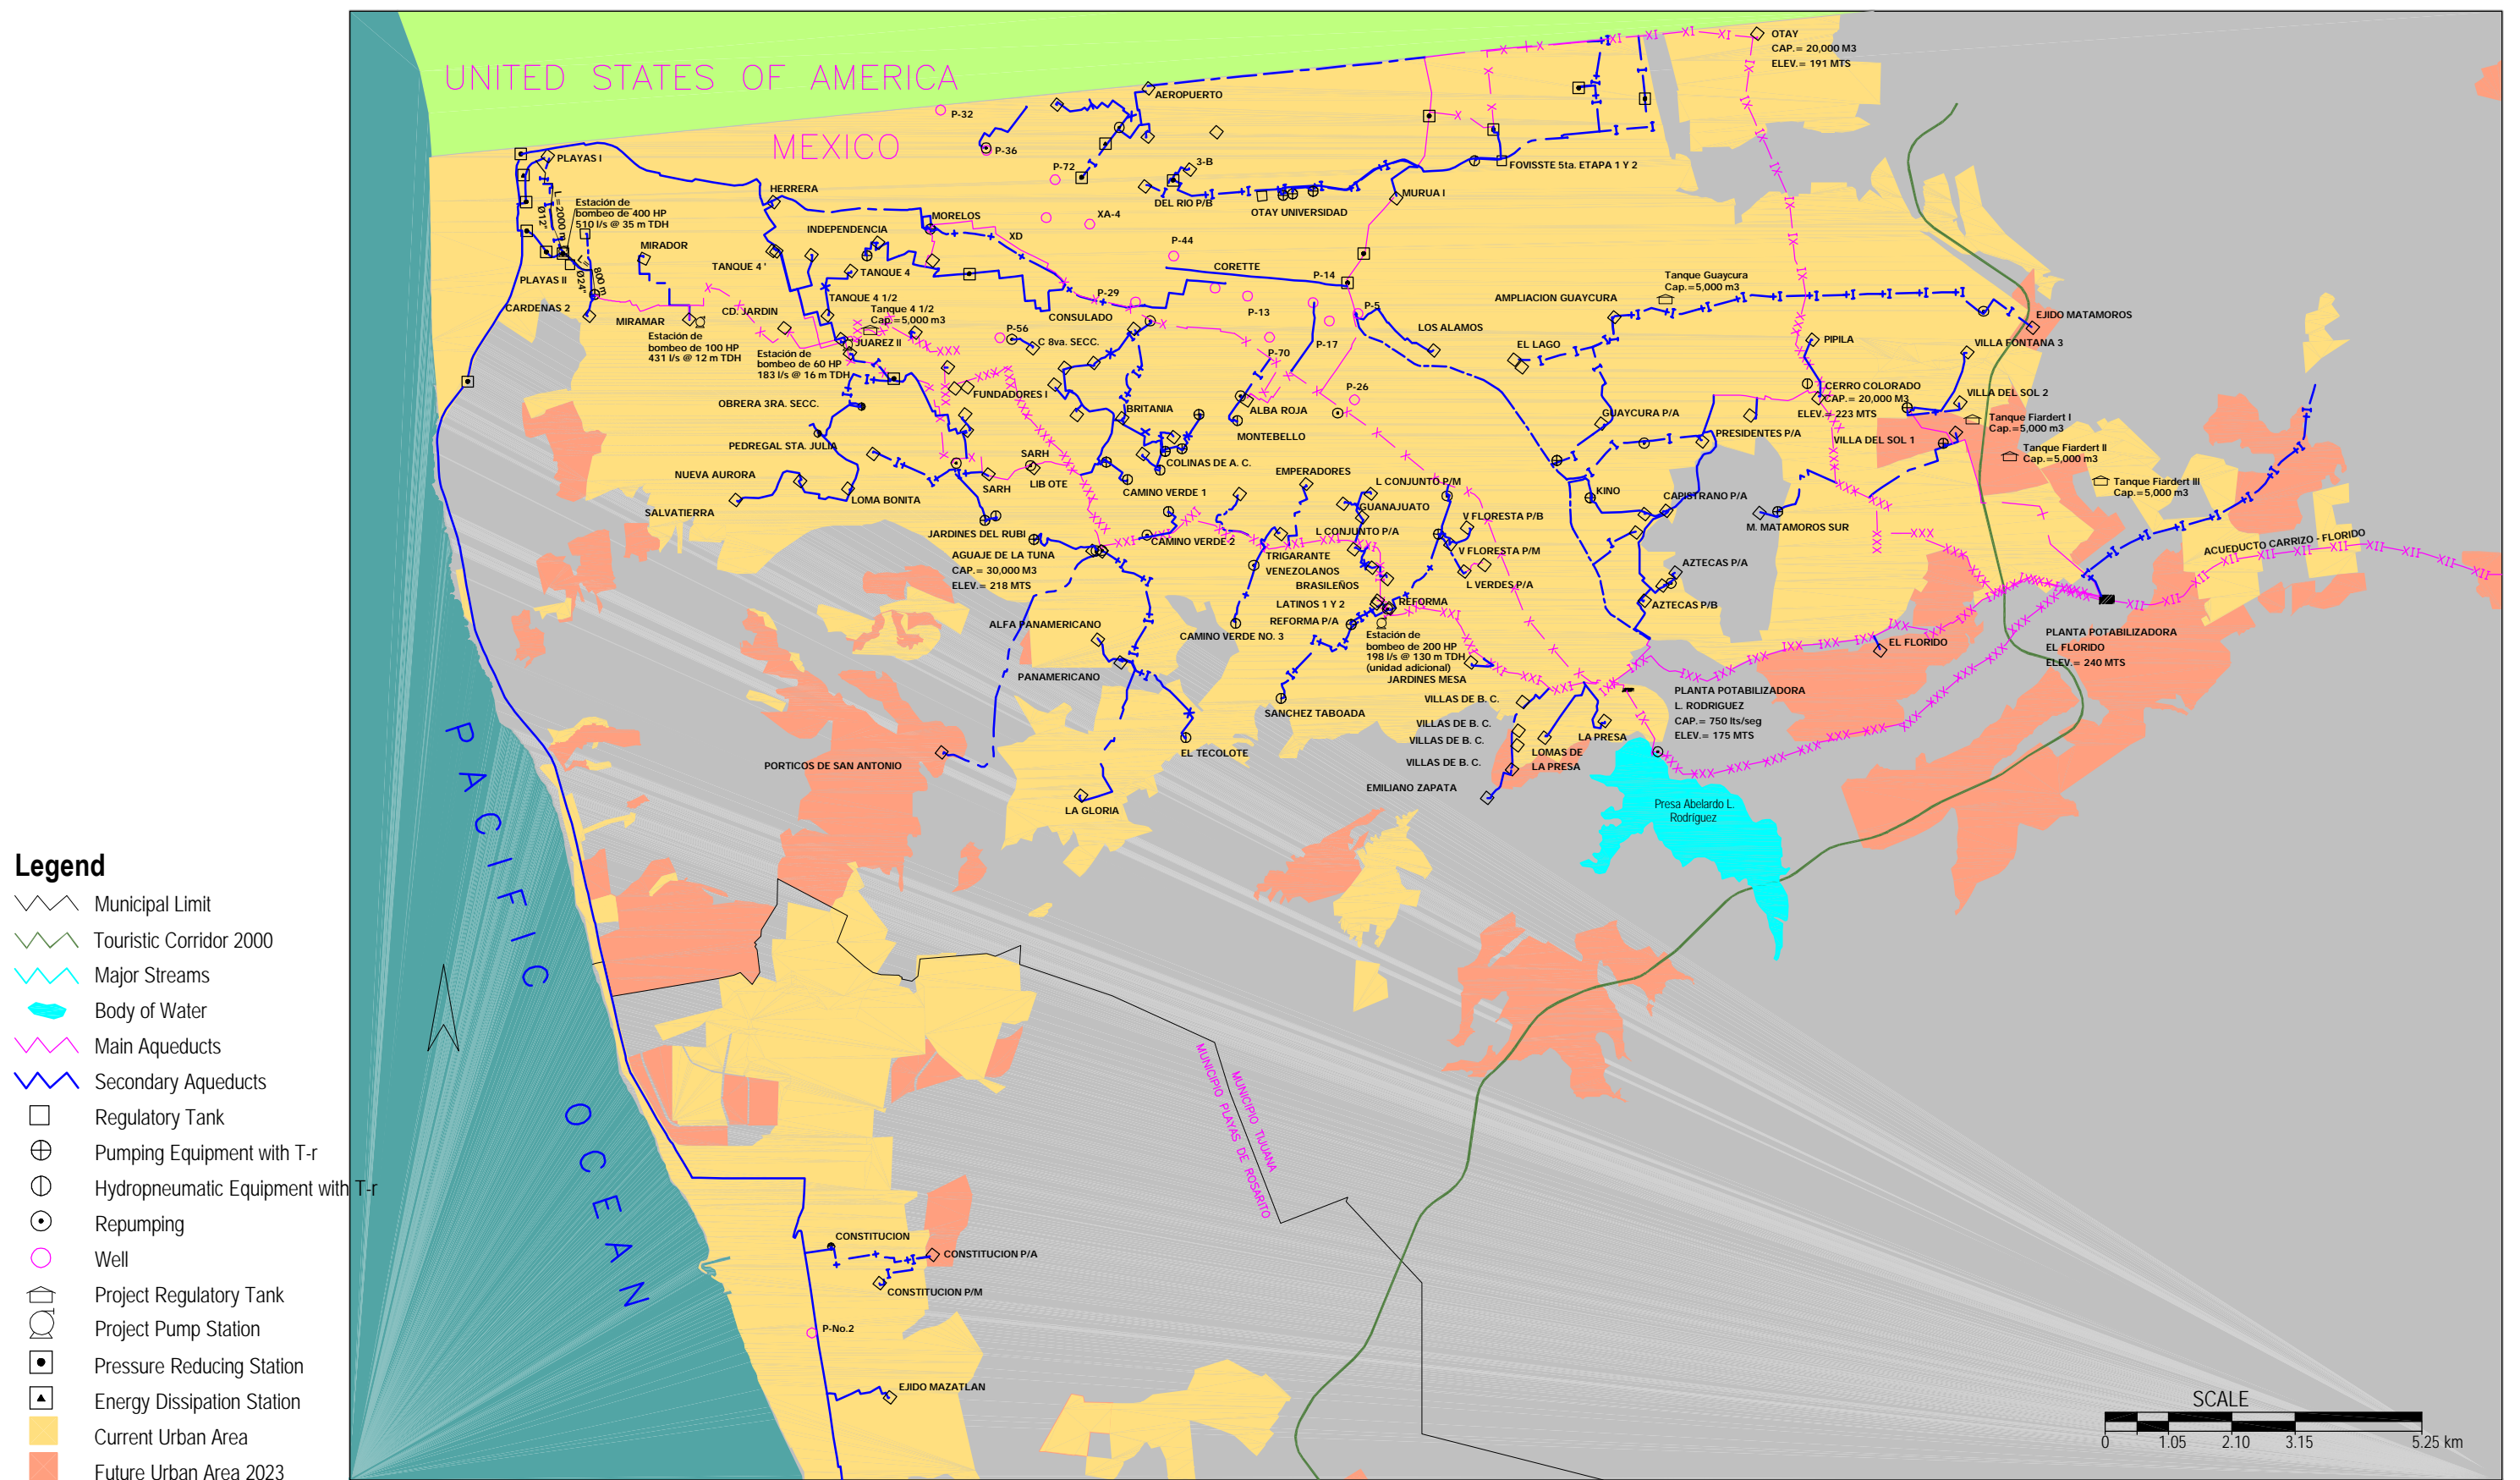 UNITED STATES OF AMERICA
MEXICO
OTAY
CAP.= 20,000 M3
ELEV.= 191 MTS
AEROPUERTO
P-32
P-36
P-72
3-B
DEL RIO P/B
OTAY UNIVERSIDAD
MURUA I
FOVISSTE 5ta. ETAPA 1 Y 2
PLAYAS I
L=2000 m
Ø12"
Estación de
bombeo de 400 HP
510 l/s @ 35 m TDH
HERRERA
MORELOS
XA-4
XD
P-44
INDEPENDENCIA
MIRADOR
TANQUE 4 '
TANQUE 4
CORETTE
P-14
PLAYAS II
L=
800 m
Ø24"
CARDENAS 2
MIRAMAR
CD. JARDIN
TANQUE 4 1/2
Tanque 4 1/2
Cap.=5,000 m3
P-29
CONSULADO
P-13
P-5
LOS ALAMOS
AMPLIACION GUAYCURA
Tanque Guaycura
Cap.=5,000 m3
EJIDO MATAMOROS
Estación de
bombeo de 100 HP
431 l/s @ 12 m TDH
JUAREZ II
Estación de
bombeo de 60 HP
183 l/s @ 16 m TDH
P-56
C 8va. SECC.
P-70
P-17
EL LAGO
PIPILA
VILLA FONTANA 3
P-26
CERRO COLORADO
CAP.= 20,000 M3
ELEV.= 223 MTS
VILLA DEL SOL 2
OBRERA 3RA. SECC.
FUNDADORES I
BRITANIA
ALBA ROJA
MONTEBELLO
GUAYCURA P/A
PRESIDENTES P/A
VILLA DEL SOL 1
Tanque Fiardert I
Cap.=5,000 m3
Tanque Fiardert II
Cap.=5,000 m3
Tanque Fiardert III
Cap.=5,000 m3
PEDREGAL STA. JULIA
NUEVA AURORA
SARH
SARH
LIB OTE
COLINAS DE A. C.
EMPERADORES
L CONJUNTO P/M
KINO
CAPISTRANO P/A
SALVATIERRA
LOMA BONITA
CAMINO VERDE 1
GUANAJUATO
V FLORESTA P/B
M. MATAMOROS SUR
JARDINES DEL RUBI
CAMINO VERDE 2
L CONJUNTO P/A
V FLORESTA P/M
ACUEDUCTO CARRIZO - FLORIDO
AGUAJE DE LA TUNA
CAP.= 30,000 M3
ELEV.= 218 MTS
TRIGARANTE
VENEZOLANOS
BRASILEÑOS
L VERDES P/A
AZTECAS P/A
AZTECAS P/B
LATINOS 1 Y 2
REFORMA
REFORMA P/A
ALFA PANAMERICANO
CAMINO VERDE NO. 3
Estación de
bombeo de 200 HP
198 l/s @ 130 m TDH
(unidad adicional)
JARDINES MESA
EL FLORIDO
PLANTA POTABILIZADORA
EL FLORIDO
ELEV.= 240 MTS
PANAMERICANO
SANCHEZ TABOADA
VILLAS DE B. C.
VILLAS DE B. C.
VILLAS DE B. C.
VILLAS DE B. C.
PLANTA POTABILIZADORA
L. RODRIGUEZ
CAP.= 750 lts/seg
ELEV.= 175 MTS
LA PRESA
LOMAS DE
LA PRESA
EL TECOLOTE
PORTICOS DE SAN ANTONIO
EMILIANO ZAPATA
LA GLORIA
Presa Abelardo L.
Rodríguez
PACIFIC OCEAN
MUNICIPIO TIJUANA
MUNICIPIO PLAYAS DE ROSARITO
CONSTITUCION
CONSTITUCION P/A
CONSTITUCION P/M
P-No.2
EJIDO MAZATLAN
Legend
Municipal Limit
Touristic Corridor 2000
Major Streams
Body of Water
Main Aqueducts
Secondary Aqueducts
Regulatory Tank
Pumping Equipment with T-r
Hydropneumatic Equipment with T-r
Repumping
Well
Project Regulatory Tank
Project Pump Station
Pressure Reducing Station
Energy Dissipation Station
Current Urban Area
Future Urban Area 2023
SCALE
0 1.05 2.10 3.15 5.25 km